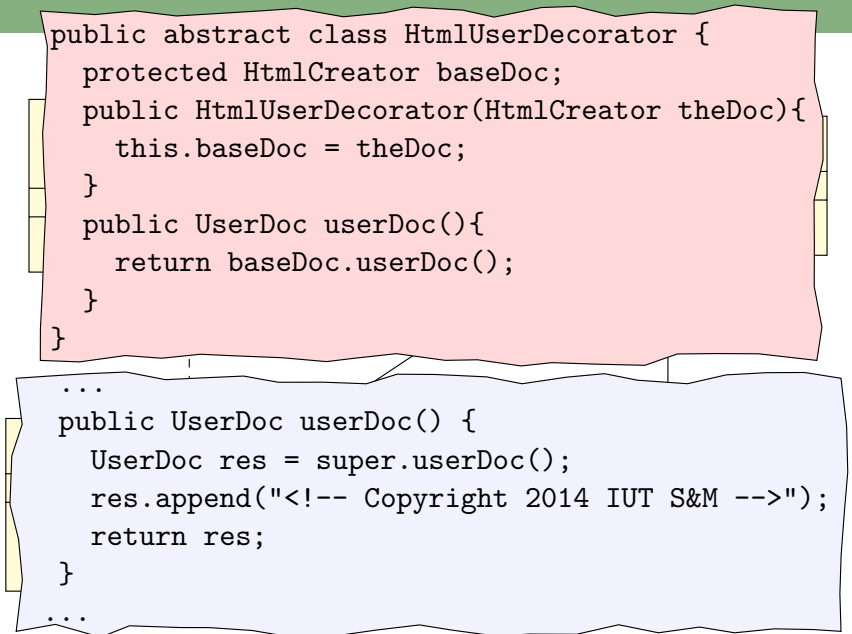 public abstract class HtmlUserDecorator {
  protected HtmlCreator baseDoc;
  public HtmlUserDecorator(HtmlCreator theDoc){
    this.baseDoc = theDoc;
  }
  public UserDoc userDoc(){
    return baseDoc.userDoc();
  }
}
...
public UserDoc userDoc() {
  UserDoc res = super.userDoc();
  res.append("<!-- Copyright 2014 IUT S&M -->");
  return res;
}
...